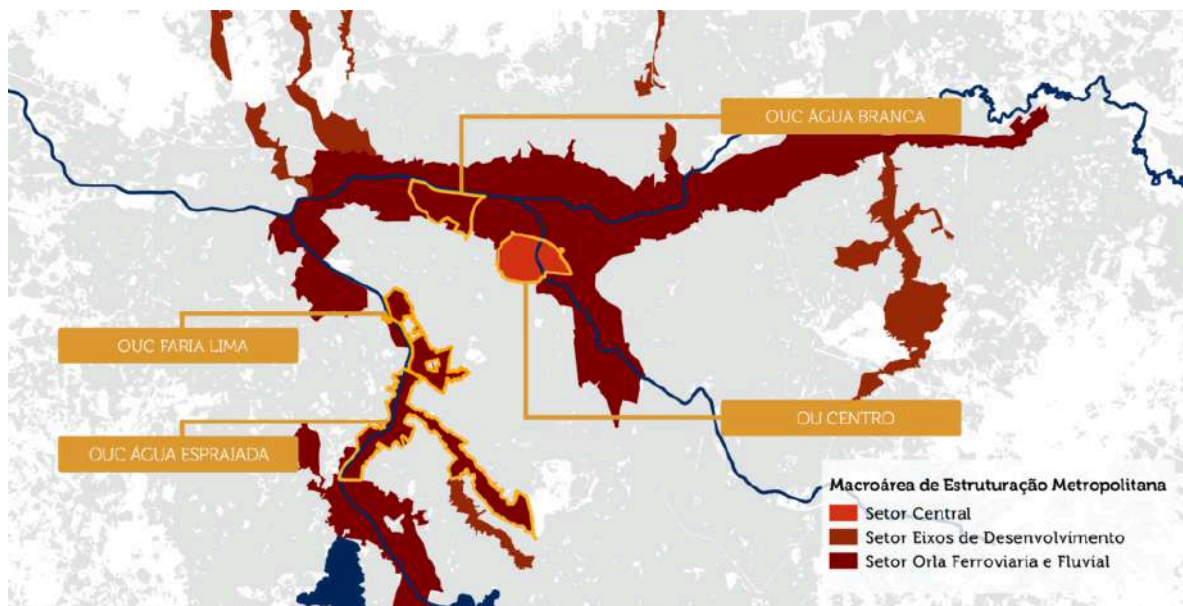 OUC ÁGUA BRANCA
OUC FARIA LIMA
OU CENTRO
OUC ÁGUA ESPRAIADA
Macroárea de Estruturação Metropolitana
Setor Central
Setor Eixos de Desenvolvimento
Setor Orla Ferroviaria e Fluvial